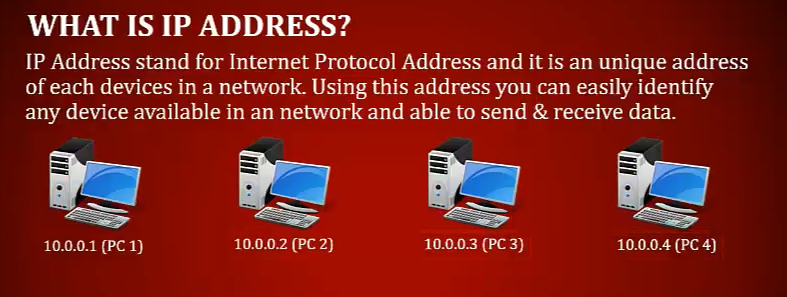 WHAT IS IP ADDRESS?
IP Address stand for Internet Protocol Address and it is an unique address
of each devices in a network. Using this address you can easily identify
any device available in an network and able to send & receive data.
10.0.0.1 (PC 1)
10.0.0.2 (PC 2)
10.0.0.3 (PC 3)
10.0.0.4 (PC 4)